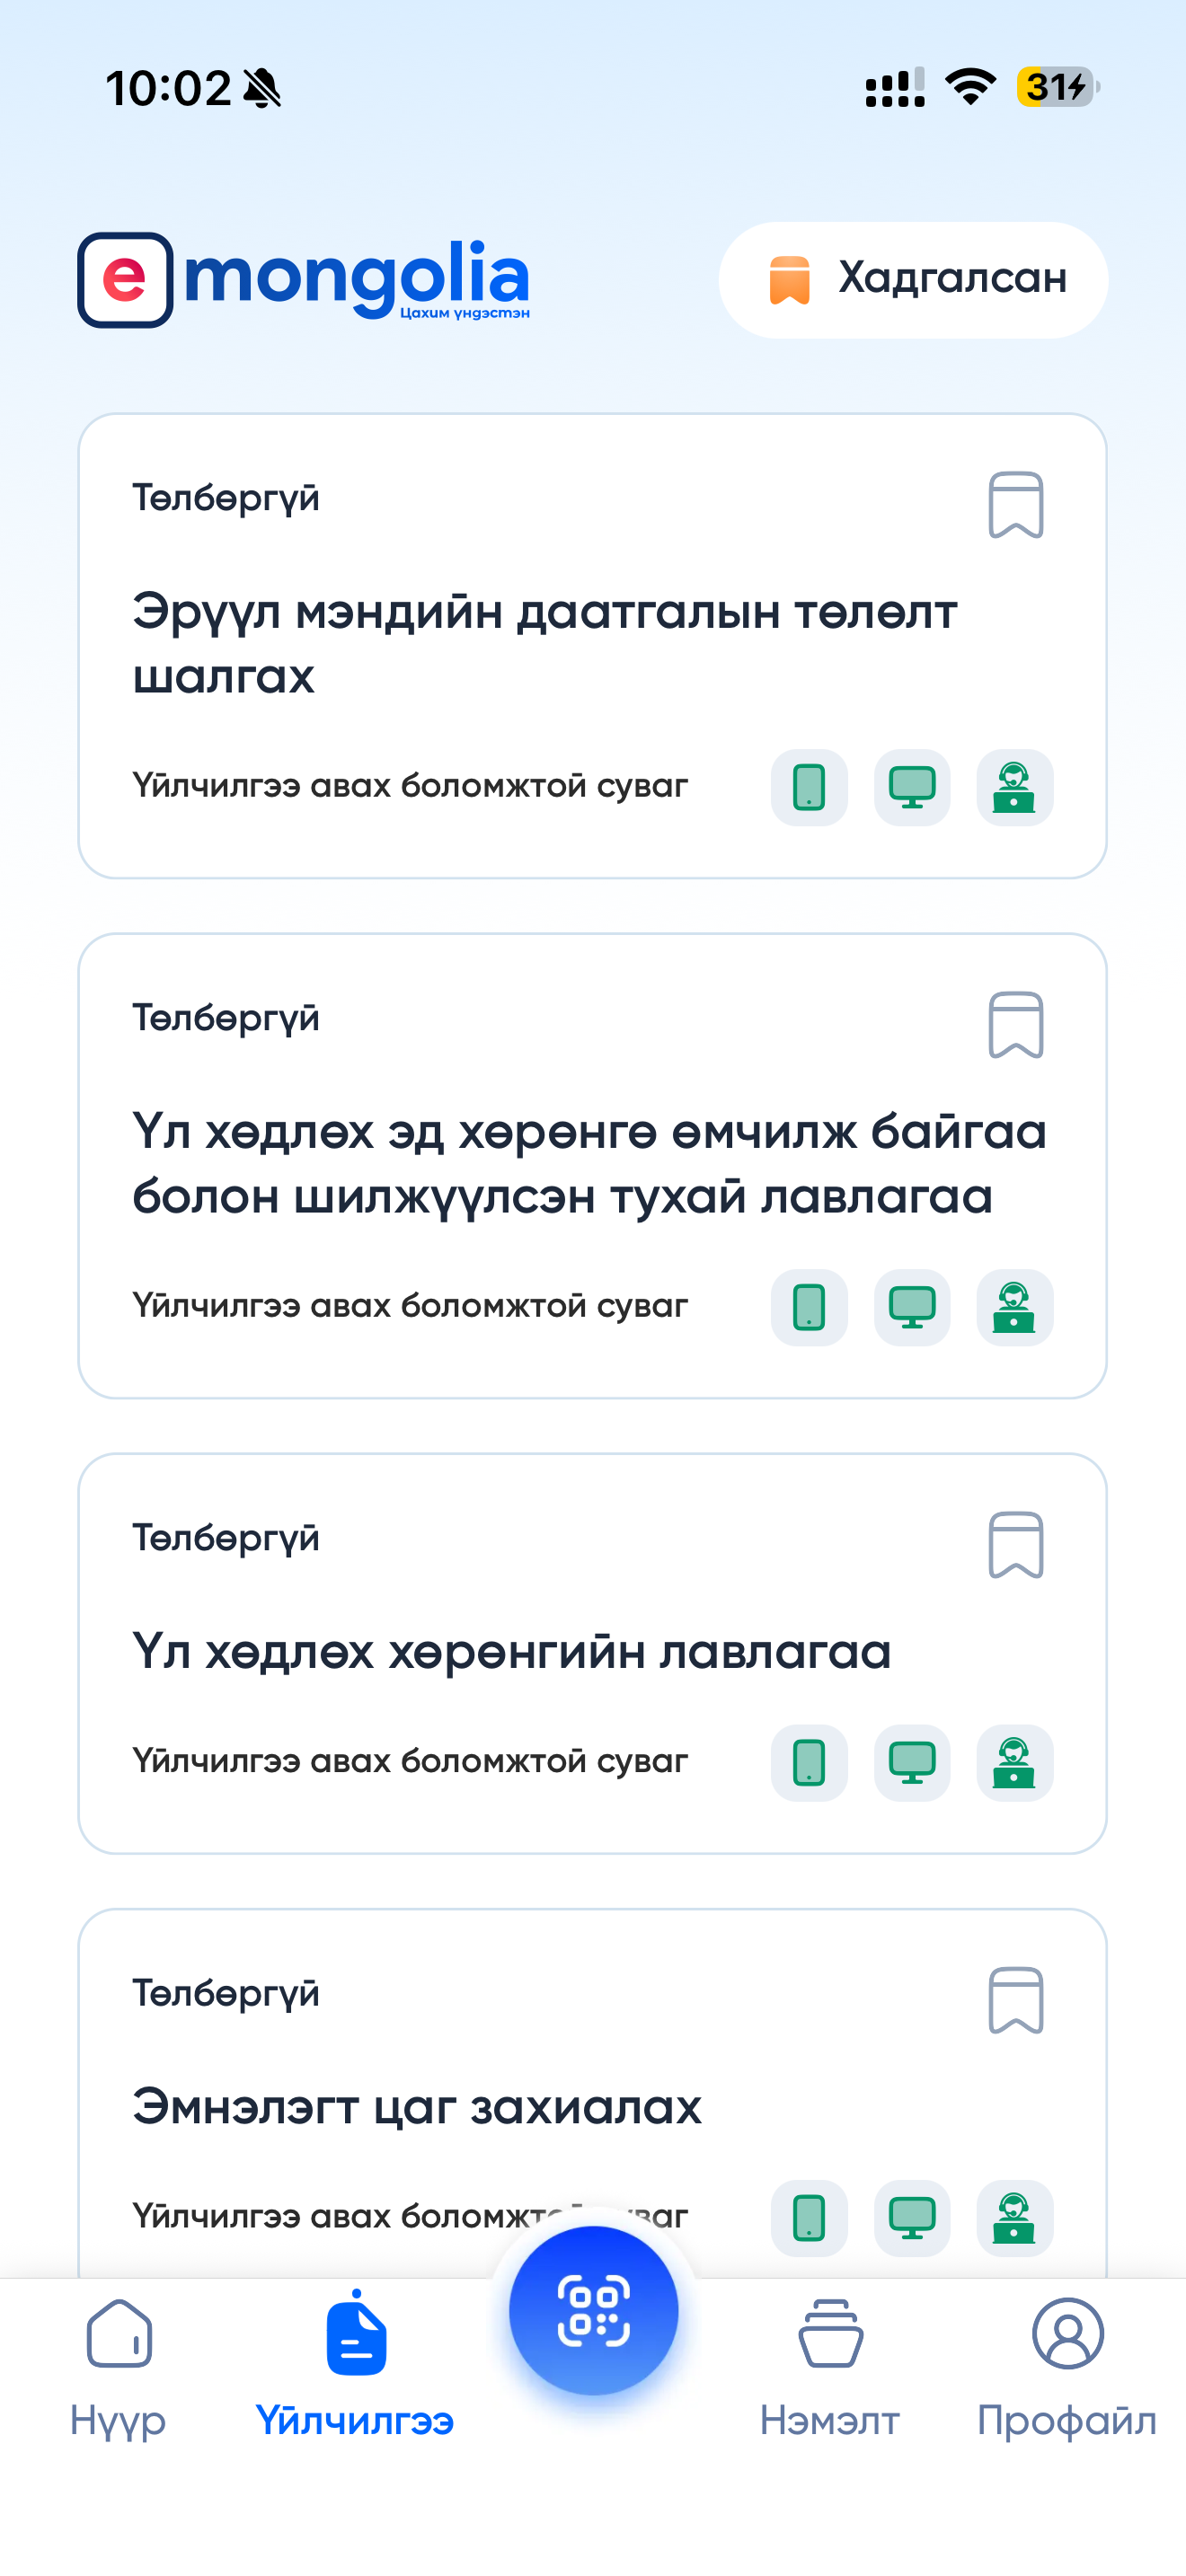 10:02
31
e mongolia
Цахим үндэстэн
Хадгалсан
Төлбөргүй
Эрүүл мэндийн даатгалын төлөлт
шалгах
Үйлчилгээ авах боломжтой суваг
Төлбөргүй
Үл хөдлөх эд хөрөнгө өмчилж байгаа
болон шилжүүлсэн тухай лавлагаа
Үйлчилгээ авах боломжтой суваг
Төлбөргүй
Үл хөдлөх хөрөнгийн лавлагаа
Үйлчилгээ авах боломжтой суваг
Төлбөргүй
Эмнэлэгт цаг захиалах
Үйлчилгээ авах боломжтой суваг
Нүүр
Үйлчилгээ
Нэмэлт
Профайл